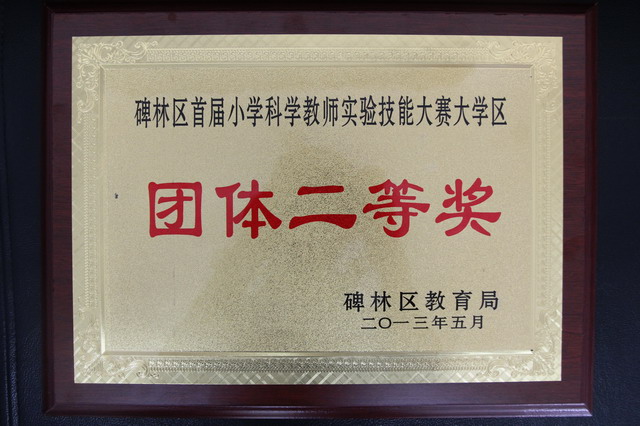 碑林区首届小学科学教师实验技能大赛大学区
团体二等奖
碑林区教育局
二〇一三年五月